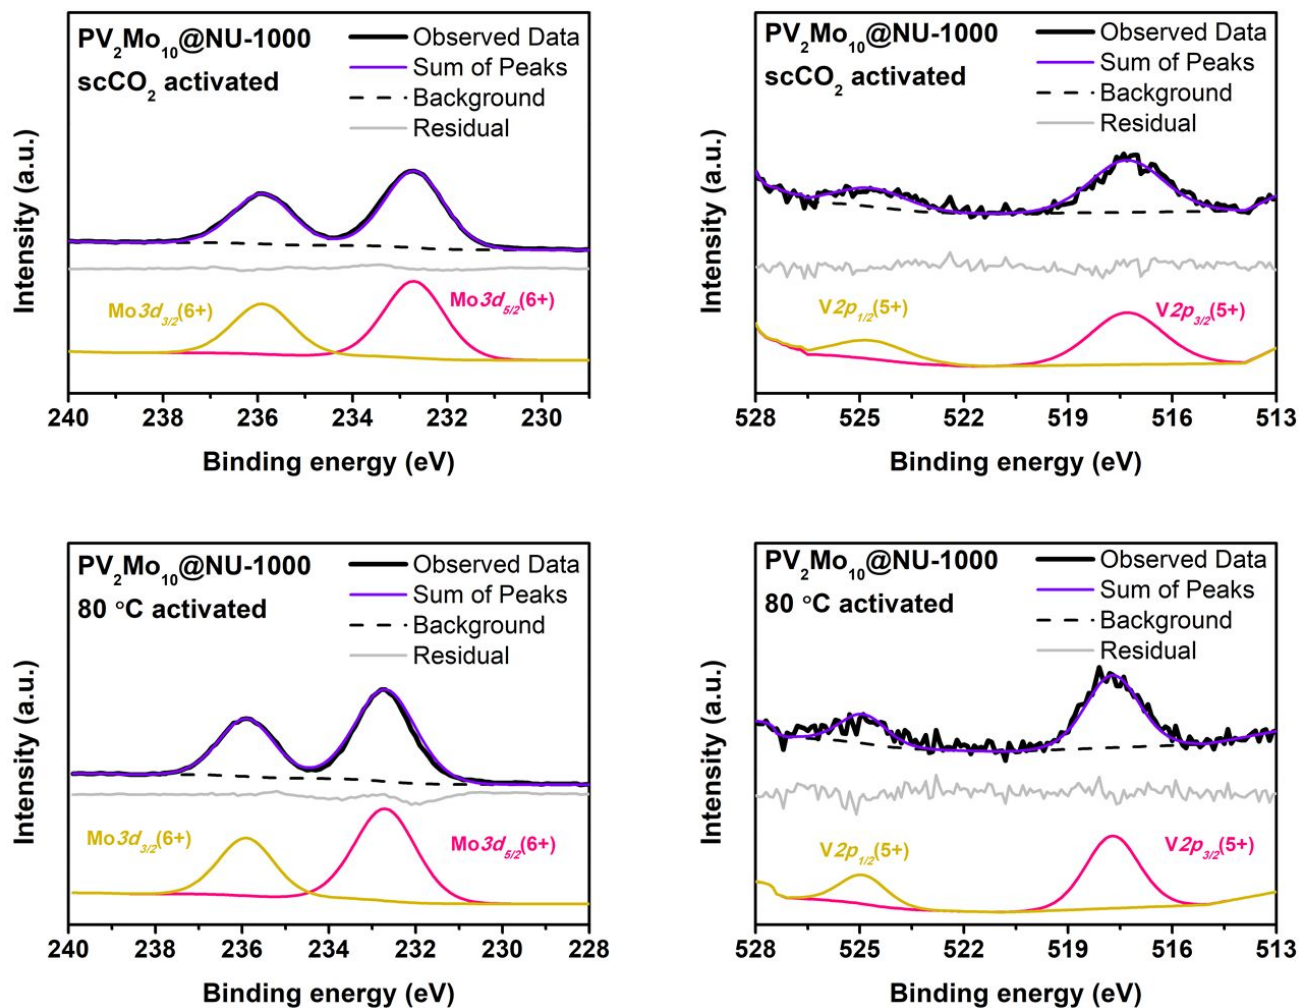 PV₂Mo₁₀@NU-1000
scCO₂ activated
Observed Data
Sum of Peaks
Background
Residual
Intensity (a.u.)
Mo3d₃/₂(6+)
Mo3d₅/₂(6+)
240 238 236 234 232 230
Binding energy (eV)
PV₂Mo₁₀@NU-1000
scCO₂ activated
Observed Data
Sum of Peaks
Background
Residual
Intensity (a.u.)
V2p₁/₂(5+)
V2p₃/₂(5+)
528 525 522 519 516 513
Binding energy (eV)
PV₂Mo₁₀@NU-1000
80 °C activated
Observed Data
Sum of Peaks
Background
Residual
Intensity (a.u.)
Mo3d₃/₂(6+)
Mo3d₅/₂(6+)
240 238 236 234 232 230 228
Binding energy (eV)
PV₂Mo₁₀@NU-1000
80 °C activated
Observed Data
Sum of Peaks
Background
Residual
Intensity (a.u.)
V2p₁/₂(5+)
V2p₃/₂(5+)
528 525 522 519 516 513
Binding energy (eV)